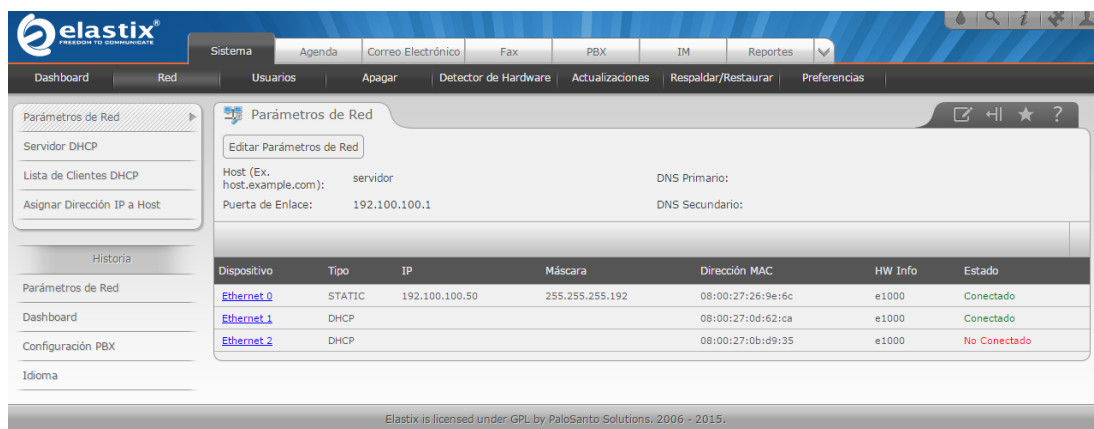 elastix®
FREEDOM TO COMMUNICATE
Sistema Agenda Correo Electrónico Fax PBX IM Reportes
Dashboard Red Usuarios Apagar Detector de Hardware Actualizaciones Respaldar/Restaurar Preferencias
Parámetros de Red
Servidor DHCP
Lista de Clientes DHCP
Asignar Dirección IP a Host
Historia
Parámetros de Red
Dashboard
Configuración PBX
Idioma
Parámetros de Red
Editar Parámetros de Red
Host (Ex. host.example.com): servidor DNS Primario:
Puerta de Enlace: 192.100.100.1 DNS Secundario:
Dispositivo Tipo IP Máscara Dirección MAC HW Info Estado
Ethernet 0 STATIC 192.100.100.50 255.255.255.192 08:00:27:26:9e:6c e1000 Conectado
Ethernet 1 DHCP 08:00:27:0d:62:ca e1000 Conectado
Ethernet 2 DHCP 08:00:27:0b:d9:35 e1000 No Conectado
Elastix is licensed under GPL by PaloSanto Solutions. 2006 - 2015.